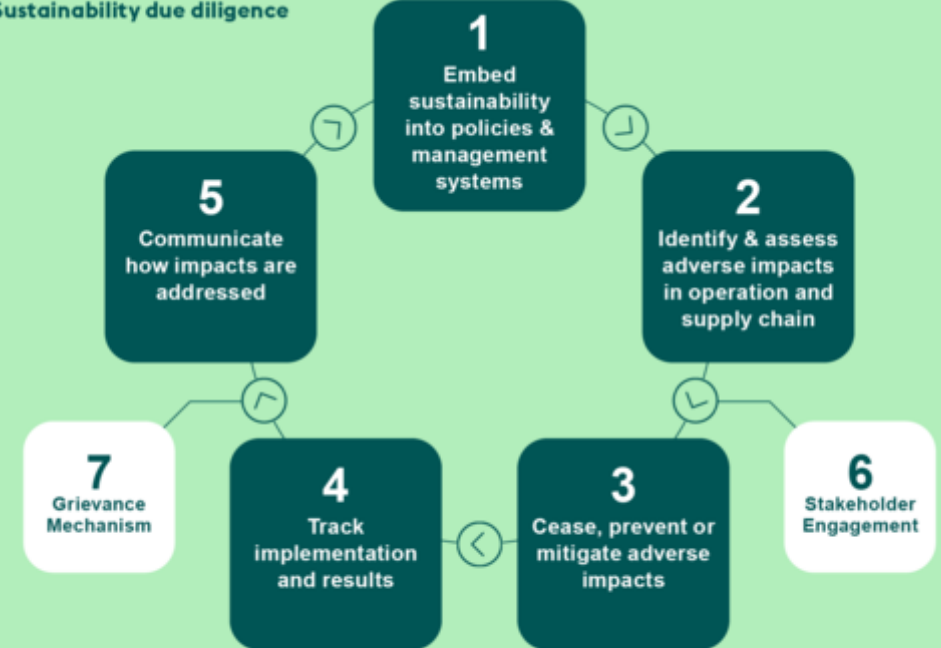 Sustainability due diligence
1
Embed
sustainability
into policies &
management
systems
2
Identify & assess
adverse impacts
in operation and
supply chain
3
Cease, prevent or
mitigate adverse
impacts
4
Track
implementation
and results
5
Communicate
how impacts are
addressed
6
Stakeholder
Engagement
7
Grievance
Mechanism